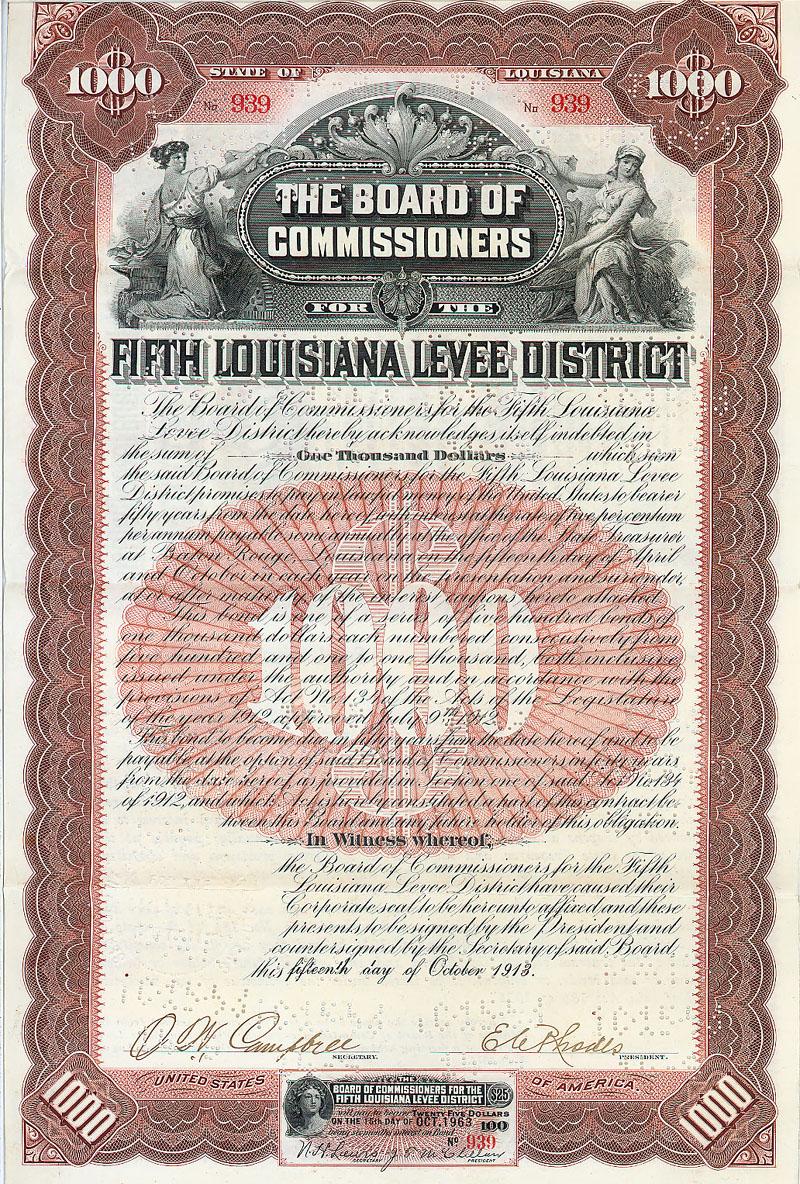 1000 STATE OF LOUISIANA 1000
No 939 No 939
THE BOARD OF
COMMISSIONERS
FOR THE
FIFTH LOUISIANA LEVEE DISTRICT
The Board of Commissioners for the Fifth Louisiana
Levee District hereby acknowledges itself indebted in
the sum of One Thousand Dollars which sum
the said Board of Commissioners for the Fifth Louisiana Levee
District promises to pay in lawful money of the United States to bearer
fifty years from the date hereof with interest at the rate of five per centum
per annum payable semi annually at the office of the State Treasurer
at Baton Rouge, Louisiana on the fifteenth day of April
and October in each year on the presentation and surrender,
as or after maturity of the several coupons hereto attached.
This bond is one of a series of five hundred bonds of
one thousand dollars each numbered consecutively from
five hundred and one to one thousand, both inclusive
issued under the authority and in accordance with the
provisions of Act No 134 of the Acts of the Legislature
of the year 1912, approved July 9th 1912
This bond to become due in fifty years from the date hereof and to be
payable at the option of said Board of Commissioners in forty years
from the date hereof as provided in section one of said Act No 134
of 1912, and which Act is hereby constituted a part of this contract be-
tween this Board and any future holder of this obligation.
In Witness whereof,
the Board of Commissioners for the Fifth
Louisiana Levee District have caused their
Corporate seal to be hereunto affixed and these
presents to be signed by the President and
countersigned by the Secretary of said Board,
this fifteenth day of October 1913.
1000
O W Campbell
SECRETARY. PRESIDENT.
UNITED STATES OF AMERICA
1000 1000
THE
BOARD OF COMMISSIONERS FOR THE
FIFTH LOUISIANA LEVEE DISTRICT $25
will pay to bearer TWENTY FIVE DOLLARS
ON THE 15th DAY OF OCT. 1963 100
being six months interest on Bond
No 939
SECRETARY PRESIDENT